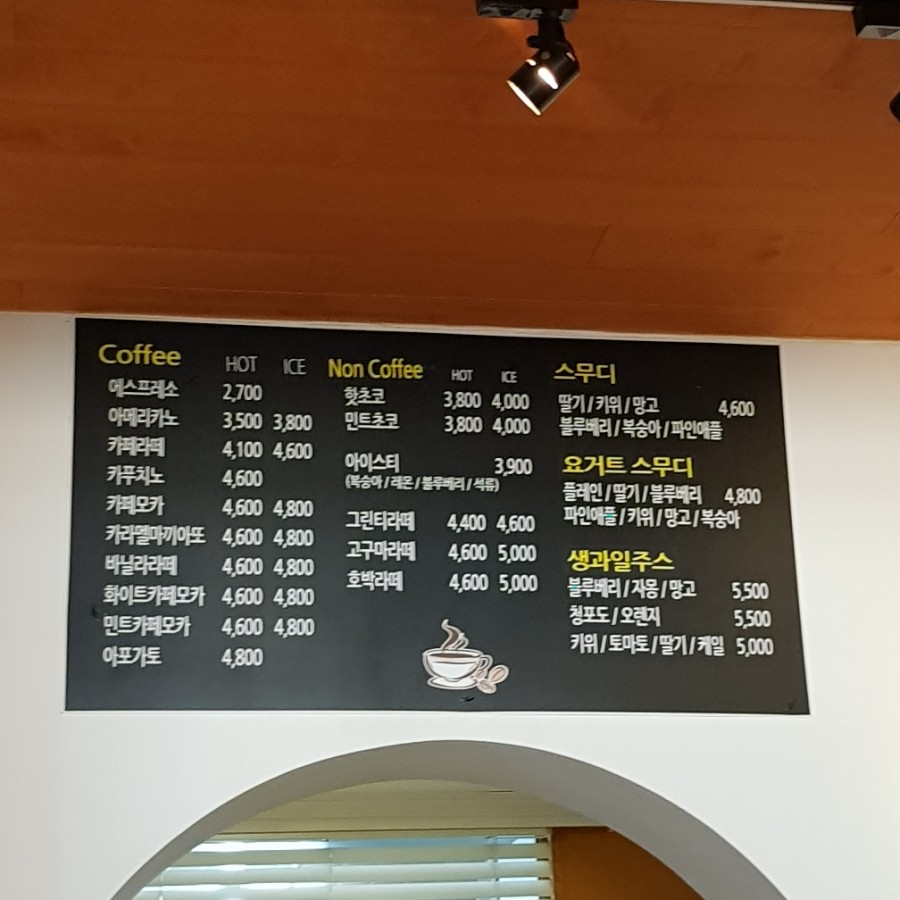 Coffee HOT ICE
에스프레소 2,700
아메리카노 3,500 3,800
카페라떼 4,100 4,600
카푸치노 4,600
카페모카 4,600 4,800
카라멜마끼아또 4,600 4,800
바닐라라떼 4,600 4,800
화이트카페모카 4,600 4,800
민트카페모카 4,600 4,800
아포가토 4,800
Non Coffee HOT ICE
핫초코 3,800 4,000
민트초코 3,800 4,000
아이스티 3,900
(복숭아/레몬/블루베리/석류)
그린티라떼 4,400 4,600
고구마라떼 4,600 5,000
호박라떼 4,600 5,000
스무디
딸기/키위/망고 4,600
블루베리/복숭아/파인애플
요거트 스무디
플레인/딸기/블루베리 4,800
파인애플/키위/망고/복숭아
생과일주스
블루베리/자몽/망고 5,500
청포도/오렌지 5,500
키위/토마토/딸기/케일 5,000